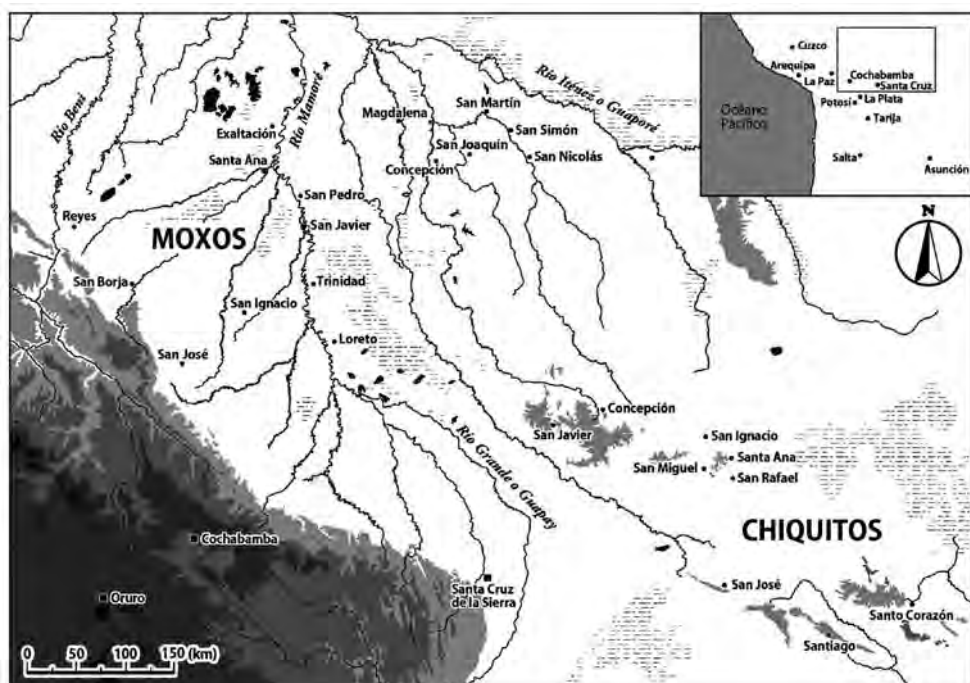 Río Beni
Río Mamoré
Río Iténez o Guaporé
Exaltación
Santa Ana
Reyes
MOXOS
San Pedro
San Javier
San Borja
San Ignacio
Trinidad
San José
Loreto
Magdalena
San Martín
San Simón
San Joaquín
San Nicolás
Concepción
Río Grande o Guapay
Concepción
San Javier
San Ignacio
Santa Ana
San Miguel
San Rafael
CHIQUITOS
Cochabamba
Oruro
Santa Cruz
de la Sierra
San José
Santo Corazón
Santiago
0 50 100 150 (km)
Cuzco
Arequipa
La Paz
Cochabamba
Santa Cruz
Potosí
La Plata
Tarija
Océano
Pacífico
Salta
Asunción
N